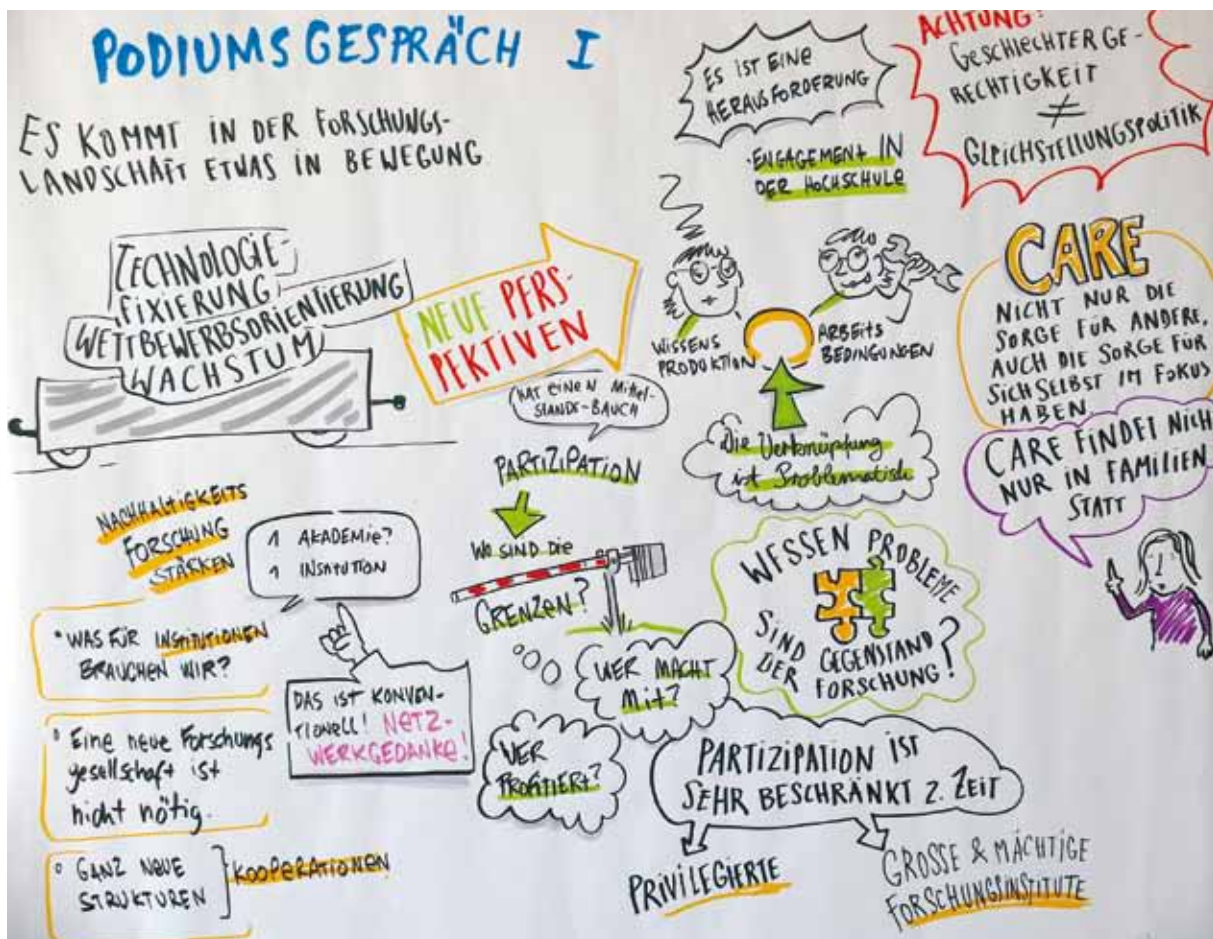 PODIUMSGESPRÄCH I
ES KOMMT IN DER FORSCHUNGS-
LANDSCHAFT ETWAS IN BEWEGUNG
TECHNOLOGIE-
FIXIERUNG
WETTBEWERBSORIENTIERUNG
WACHSTUM
NEUE PERS-
PEKTIVEN
ES IST EINE
HERAUSFORDERUNG
ACHTUNG!
GESCHLECHTERGE-
RECHTIGKEIT
≠
GLEICHSTELLUNGSPOLITIK
• ENGAGEMENT IN
DER HOCHSCHULE
WISSENS
PRODUKTION
ARBEITS
BEDINGUNGEN
Die Verknüpfung
ist Problematisch
CARE
NICHT NUR DIE
SORGE FÜR ANDERE,
AUCH DIE SORGE FÜR
SICH SELBST IM FOKUS
HABEN
CARE FINDET NICH
NUR IN FAMILIEN
STATT
HAT EINEN Mittel-
STANDS-BAUCH
PARTIZIPATION
WO SIND DIE
GRENZEN?
WER MACHT
Mit?
WER
PROFITIERT?
WESSEN PROBLEME
SIND GEGENSTAND
DER FORSCHUNG?
PARTIZIPATION IST
SEHR BESCHRÄNKT Z. ZEIT
PRIVILEGIERTE
GROSSE & MÄCHTIGE
FORSCHUNGSINSTITUTE
NACHHALTIGKEITS
FORSCHUNG
STÄRKEN
1 AKADEMIE?
1 INSTITUTION
• WAS FÜR INSTITUTIONEN
BRAUCHEN WIR?
DAS IST KONVEN-
TIONELL! NETZ-
WERKGEDANKE!
• Eine neue Forschungs
gesellschaft ist
nicht nötig.
• GANZ NEUE
STRUKTUREN
KOOPERATIONEN